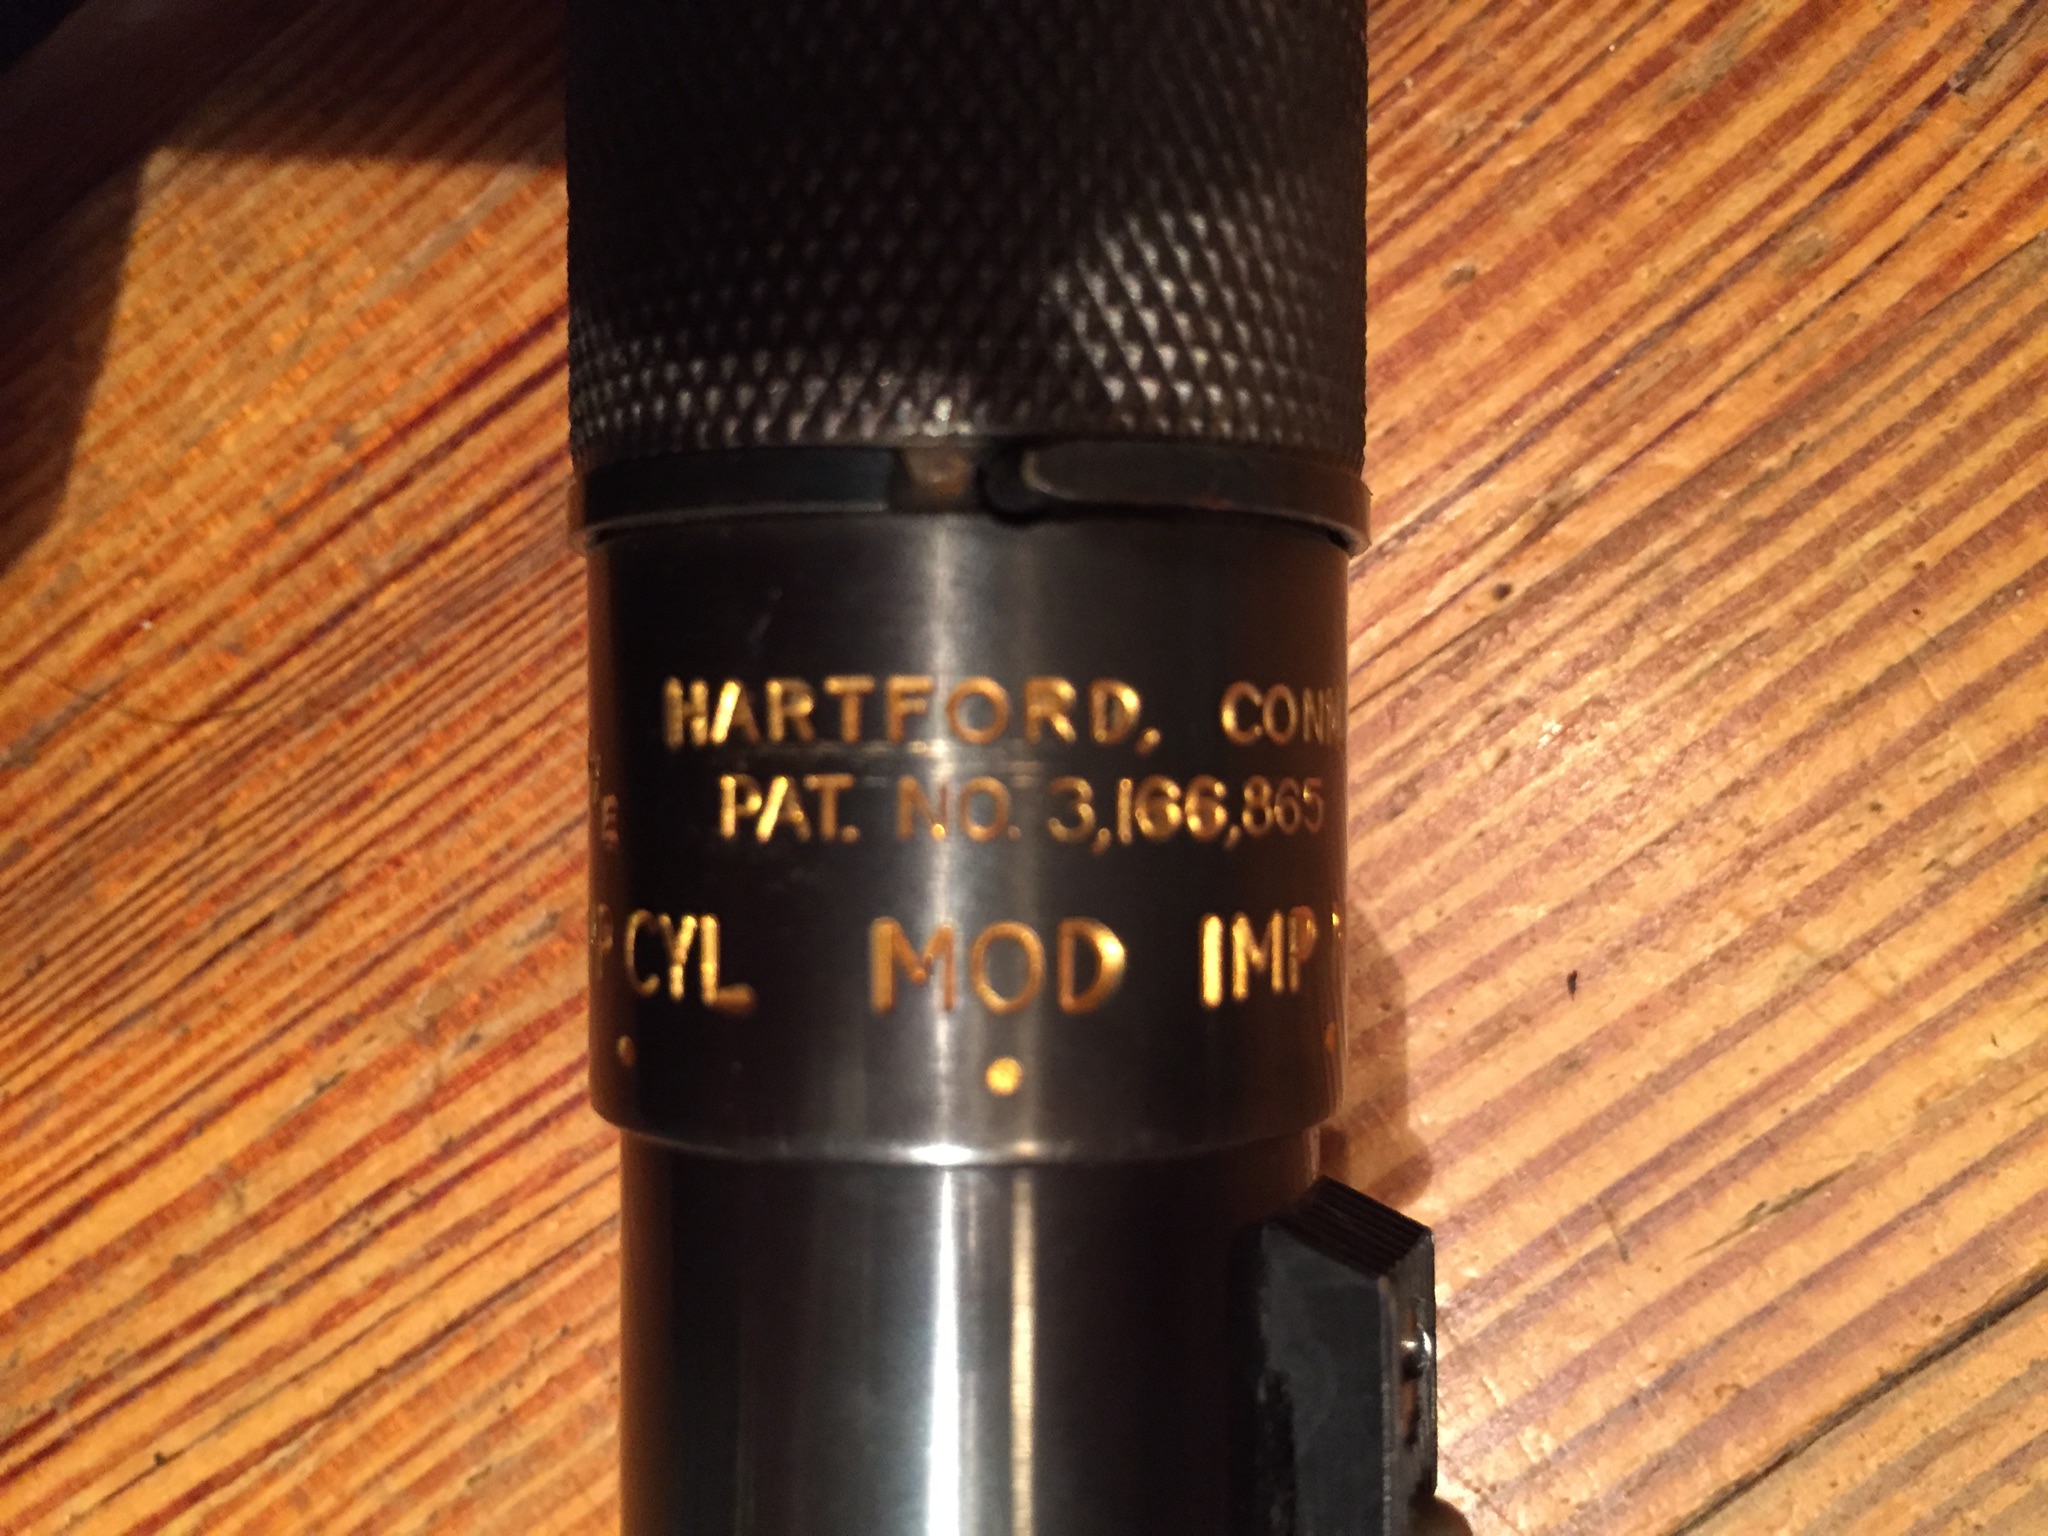 HARTFORD, CONN
PAT. NO. 3,166,865
CYL MOD IMP